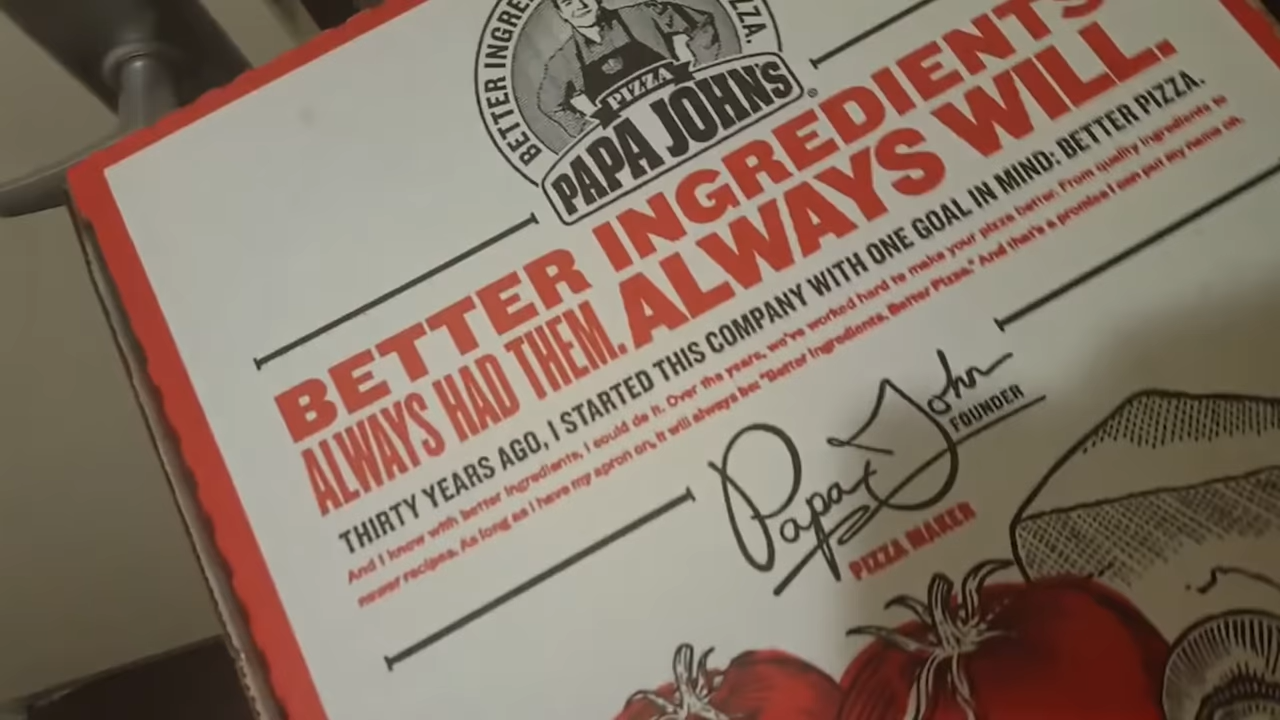 BETTER INGRE
ZZA.
PIZZA
PAPA JOHN'S
BETTER INGREDIENTS
ALWAYS HAD THEM. ALWAYS WILL.
THIRTY YEARS AGO, I STARTED THIS COMPANY WITH ONE GOAL IN MIND: BETTER PIZZA.
And I knew with better ingredients, I could do it. Over the years, we've worked hard to make your pizza better. From quality ingredients to
newer recipes. As long as I have my apron on, it will always be: "Better Ingredients. Better Pizza." And that's a promise I can put my name on.
Papa John
FOUNDER
PIZZA MAKER